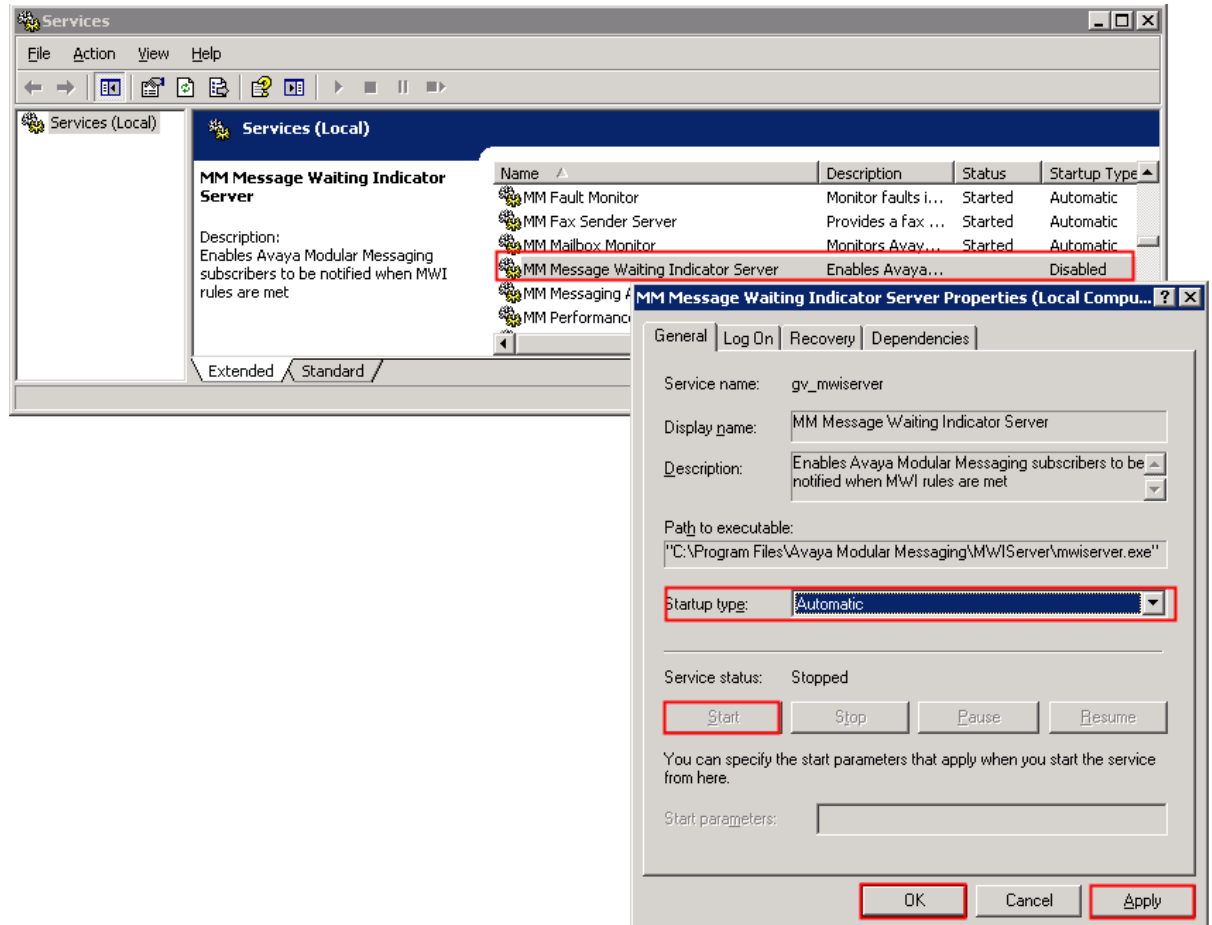 Services
File Action View Help
Services (Local)
Services (Local)
MM Message Waiting Indicator
Server
Description:
Enables Avaya Modular Messaging
subscribers to be notified when MWI
rules are met
Name Description Status Startup Type
MM Fault Monitor Monitor faults i... Started Automatic
MM Fax Sender Server Provides a fax ... Started Automatic
MM Mailbox Monitor Monitors Avay... Started Automatic
MM Message Waiting Indicator Server Enables Avaya... Disabled
MM Messaging
MM Performanc
Extended Standard
MM Message Waiting Indicator Server Properties (Local Compu...
General Log On Recovery Dependencies
Service name: gv_mwiserver
Display name: MM Message Waiting Indicator Server
Description: Enables Avaya Modular Messaging subscribers to be
notified when MWI rules are met
Path to executable:
"C:\Program Files\Avaya Modular Messaging\MWIServer\mwiserver.exe"
Startup type: Automatic
Service status: Stopped
Start Stop Pause Resume
You can specify the start parameters that apply when you start the service
from here.
Start parameters:
OK Cancel Apply